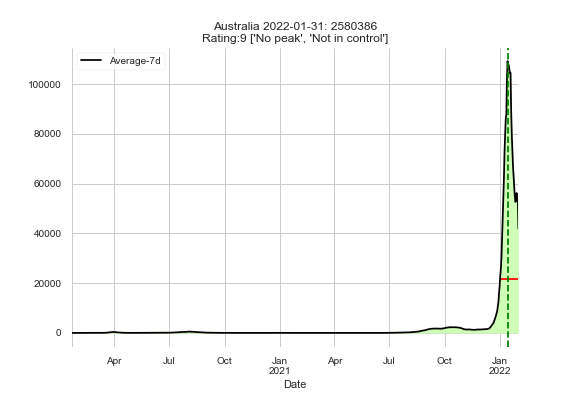 Australia 2022-01-31: 2580386
Rating:9 ['No peak', 'Not in control']
Average-7d
100000
80000
60000
40000
20000
0
Apr
Jul
Oct
Jan
2021
Apr
Jul
Oct
Jan
2022
Date